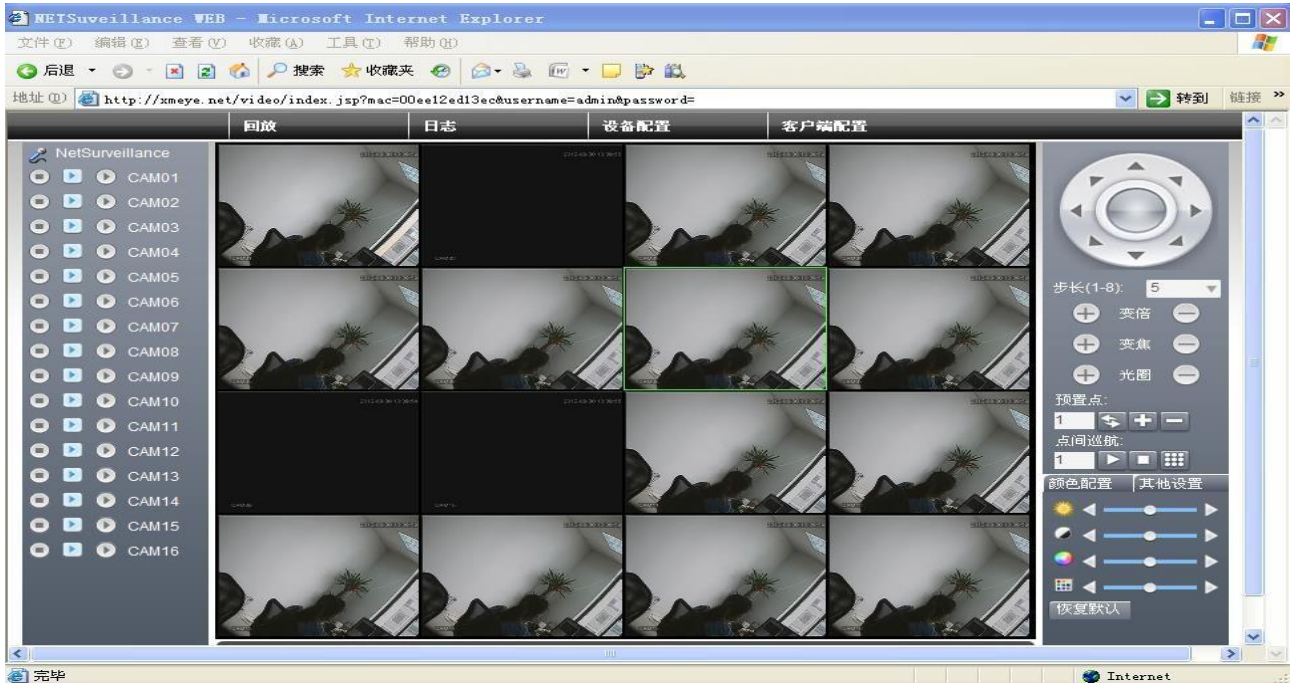 NETSuveillance WEB - Microsoft Internet Explorer
文件(F) 编辑(E) 查看(V) 收藏(A) 工具(T) 帮助(H)
后退 搜索 收藏夹
地址(D) http://xmeye.net/video/index.jsp?mac=00ee12ed13ec&username=admin&password= 转到 链接 »
回放 日志 设备配置 客户端配置
NetSurveillance
CAM01
CAM02
CAM03
CAM04
CAM05
CAM06
CAM07
CAM08
CAM09
CAM10
CAM11
CAM12
CAM13
CAM14
CAM15
CAM16
步长(1-8): 5
变倍
变焦
光圈
预置点:
1
点间巡航:
1
颜色配置 其他设置
恢复默认
完毕 Internet